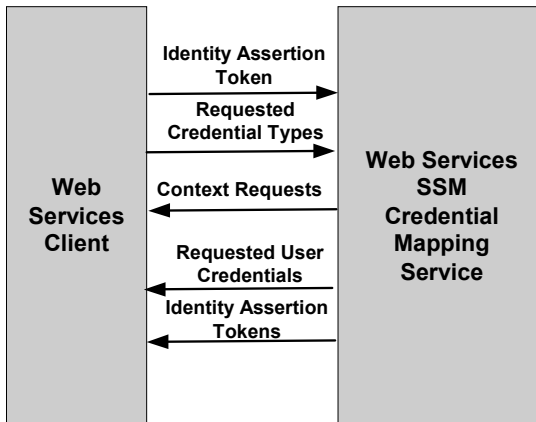 Identity Assertion
Token
Requested
Credential Types
Web
Services
Client
Context Requests
Requested User
Credentials
Identity Assertion
Tokens
Web Services
SSM
Credential
Mapping
Service